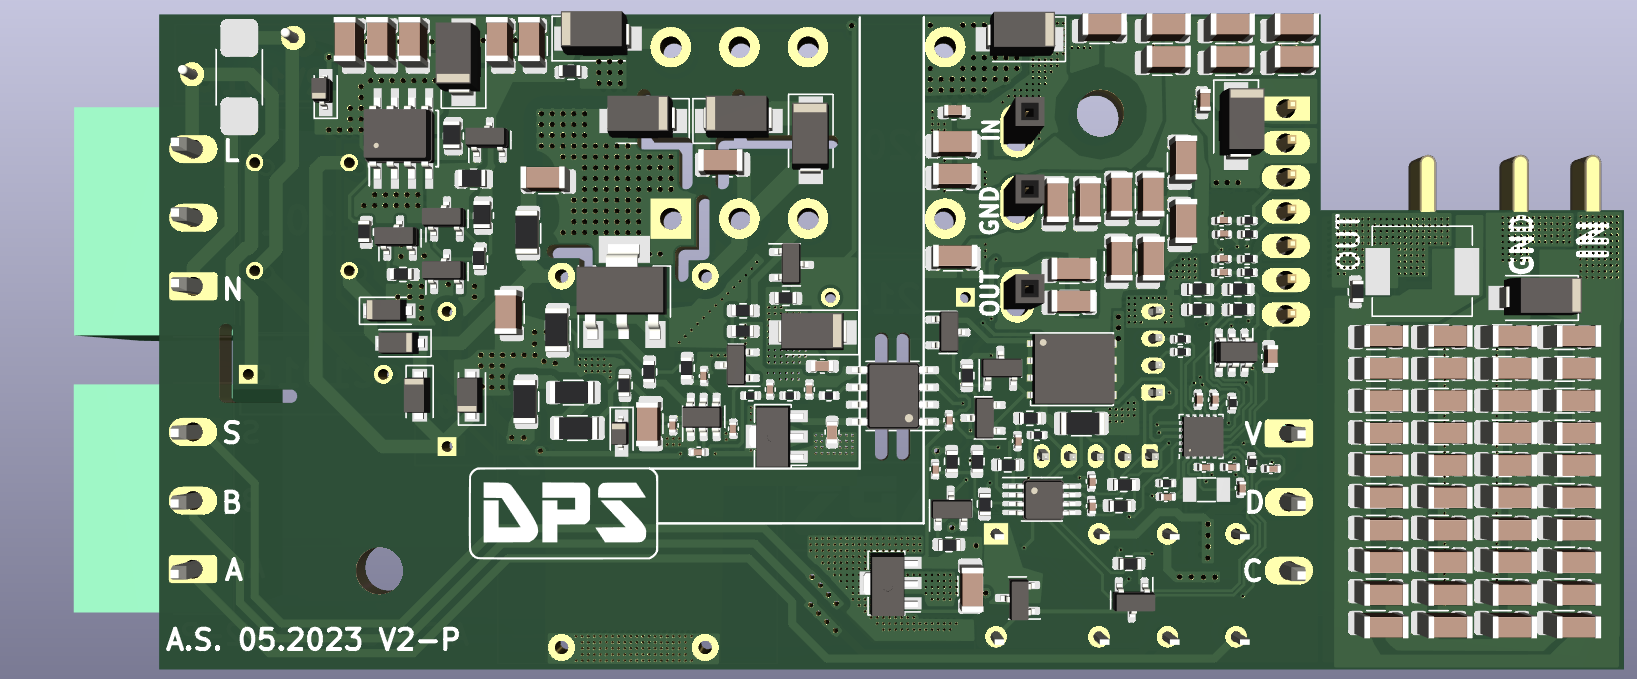 L
N
S
B
A
A.S. 05.2023 V2-P
DPS
IN
GND
OUT
V
D
C
OUT
GND
IN